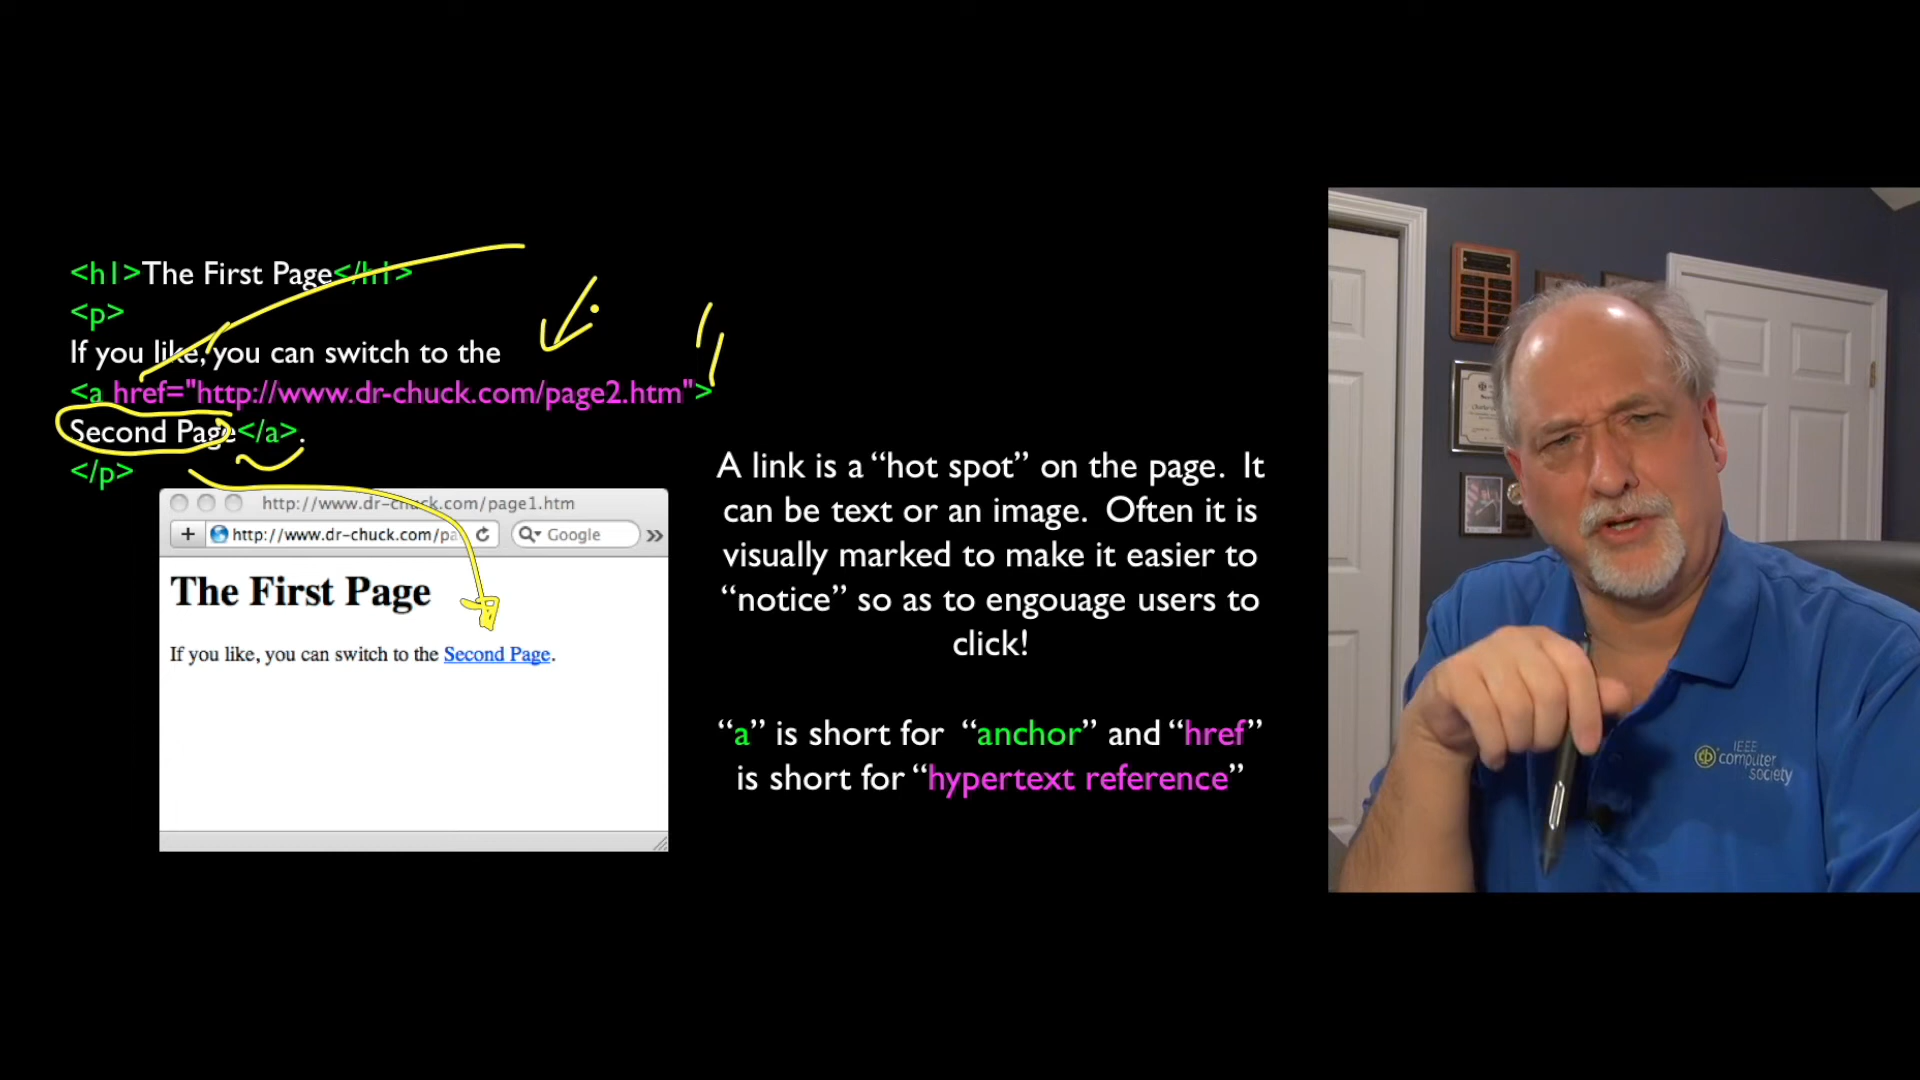 <h1>The First Page</h1>
<p>
If you like, you can switch to the
<a href="http://www.dr-chuck.com/page2.htm">
Second Page</a>.
</p>
http://www.dr-chuck.com/page1.htm
http://www.dr-chuck.com/pa
Google
The First Page
If you like, you can switch to the Second Page.
A link is a “hot spot” on the page. It
can be text or an image. Often it is
visually marked to make it easier to
“notice” so as to engouage users to
click!
“a” is short for “anchor” and “href”
is short for “hypertext reference”
IEEE
computer
society